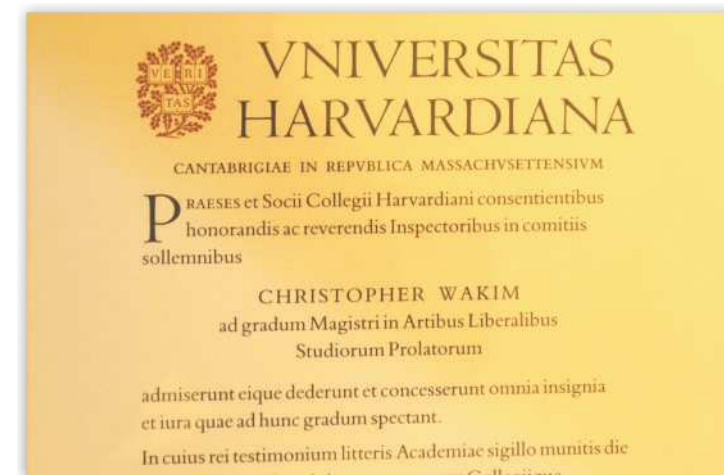 VE RI
TAS
VNIVERSITAS
HARVARDIANA
CANTABRIGIAE IN REPVBLICA MASSACHVSETTENSIVM
PRAESES et Socii Collegii Harvardiani consentientibus
honorandis ac reverendis Inspectoribus in comitiis
sollemnibus
CHRISTOPHER WAKIM
ad gradum Magistri in Artibus Liberalibus
Studiorum Prolatorum
admiserunt eique dederunt et concesserunt omnia insignia
et iura quae ad hunc gradum spectant.
In cuius rei testimonium litteris Academiae sigillo munitis die